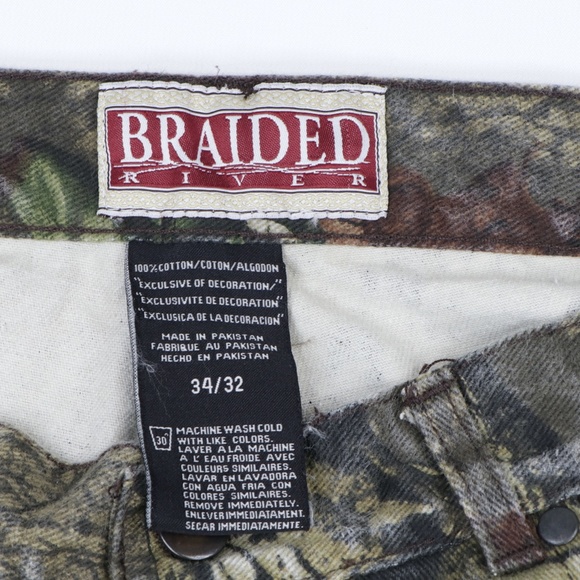 BRAIDED
RIVER
100% COTTON/COTON/ALGODON
"EXCULSIVE OF DECORATION/"
"EXCLUSIVITE DE DECORATION"/
"EXCLUSICA DE LA DECORACION"
MADE IN PAKISTAN
FABRIQUE AU PAKISTAN
HECHO EN PAKISTAN
34/32
30°
MACHINE WASH COLD
WITH LIKE COLORS.
LAVER A LA MACHINE
A L' EAU FROIDE AVEC
COULEURS SIMILAIRES.
LAVAR EN LAVADORA
CON AGUA FRIA CON
COLORES SIMILARES.
REMOVE IMMEDIATELY.
ENLEVER IMMEDIATEMENT.
SECAR IMMEDIATAMENTE.